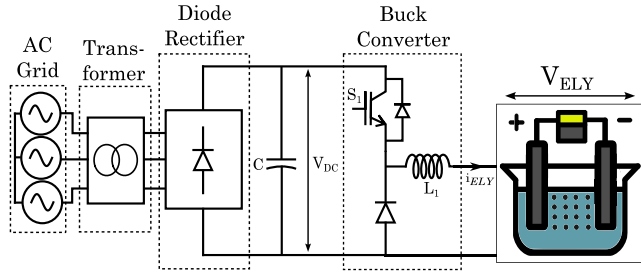 AC
Grid
Trans-
former
Diode
Rectifier
Buck
Converter
C
V_DC
S_1
L_1
i_ELY
V_ELY
+
−